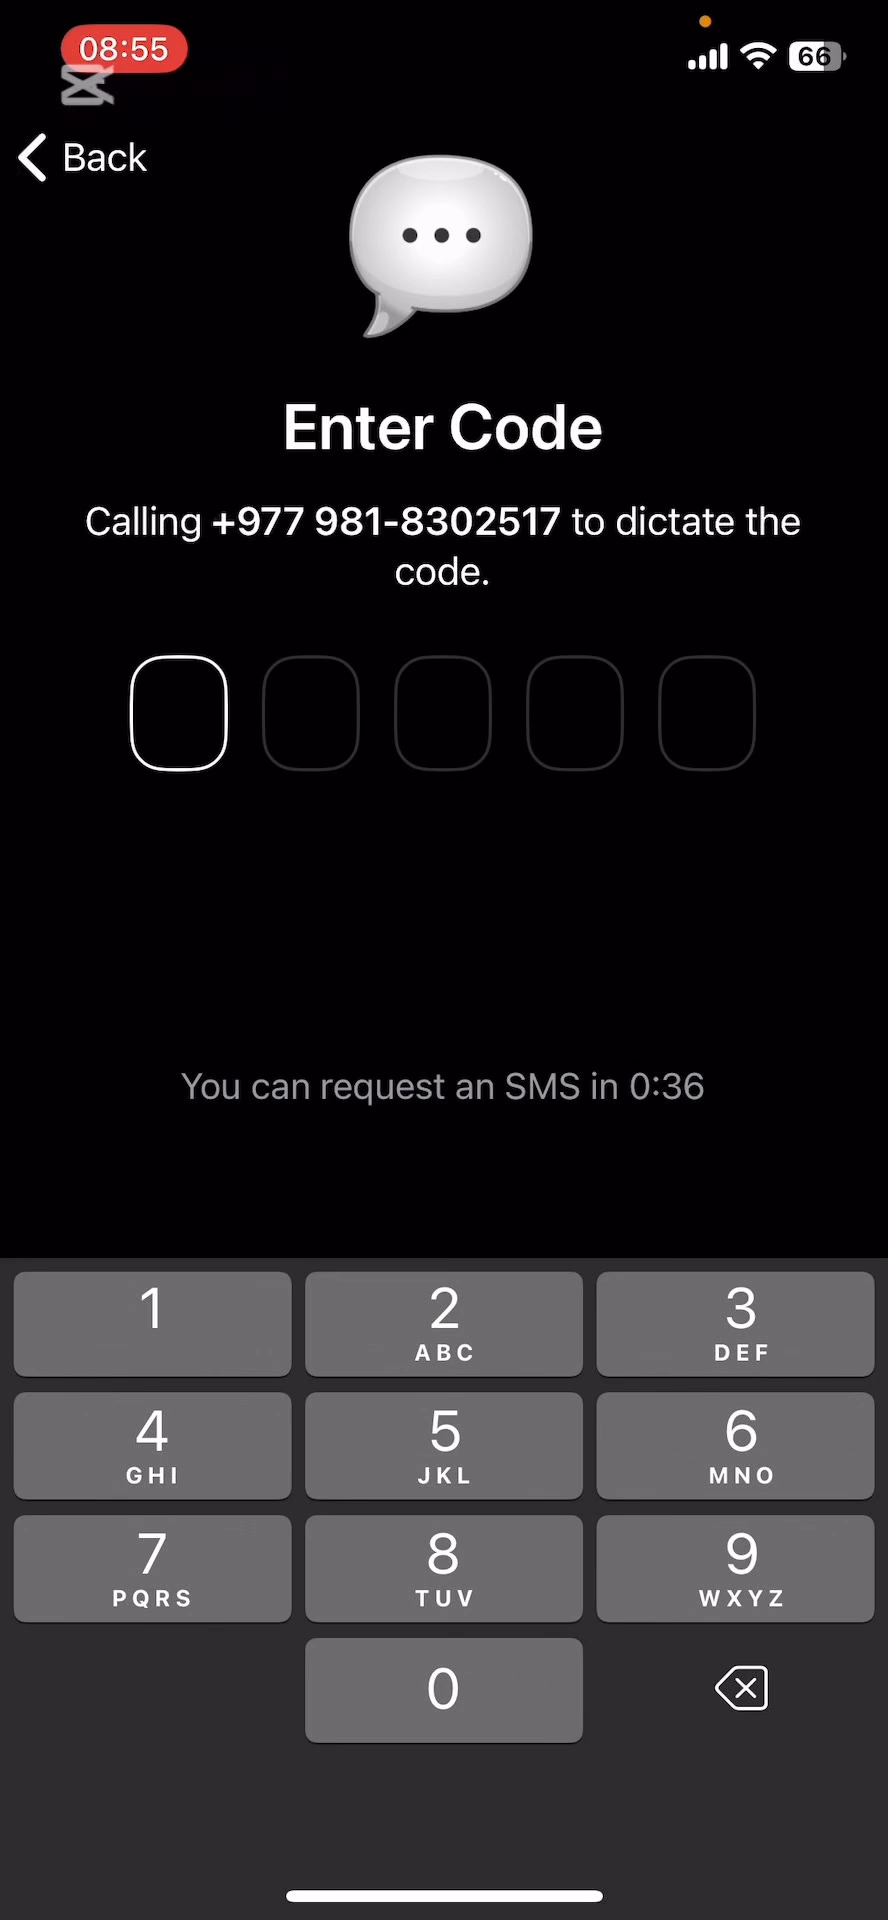 08:55
66
Back
Enter Code
Calling +977 981-8302517 to dictate the
code.
You can request an SMS in 0:36
1
2
ABC
3
DEF
4
GHI
5
JKL
6
MNO
7
PQRS
8
TUV
9
WXYZ
0